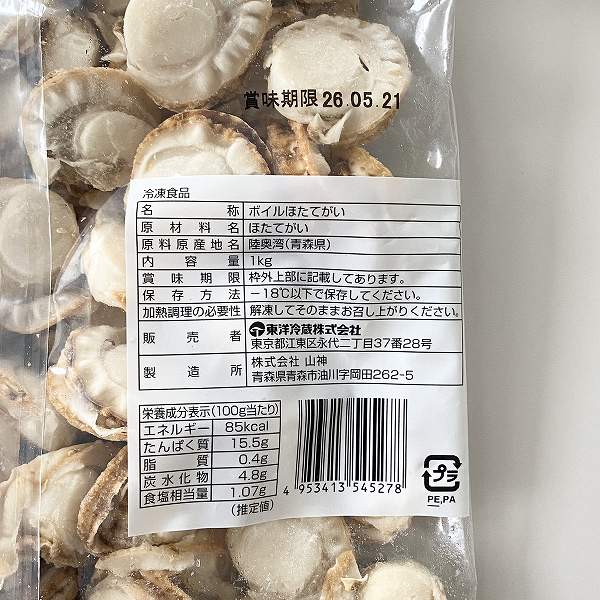 賞味期限 26.05.21
冷凍食品
名称 ボイルほたてがい
原材料名 ほたてがい
原料原産地名 陸奥湾(青森県)
内容量 1kg
賞味期限 枠外上部に記載してあります。
保存方法 －18℃以下で保存してください。
加熱調理の必要性 解凍してそのままお召し上がりください。
販売者 東洋冷蔵株式会社
東京都江東区永代二丁目37番28号
製造所 株式会社 山神
青森県青森市油川字岡田262-5
栄養成分表示(100g当たり)
エネルギー 85kcal
たんぱく質 15.5g
脂質 0.4g
炭水化物 4.8g
食塩相当量 1.07g
(推定値)
4 953413 545278
プラ
PE,PA